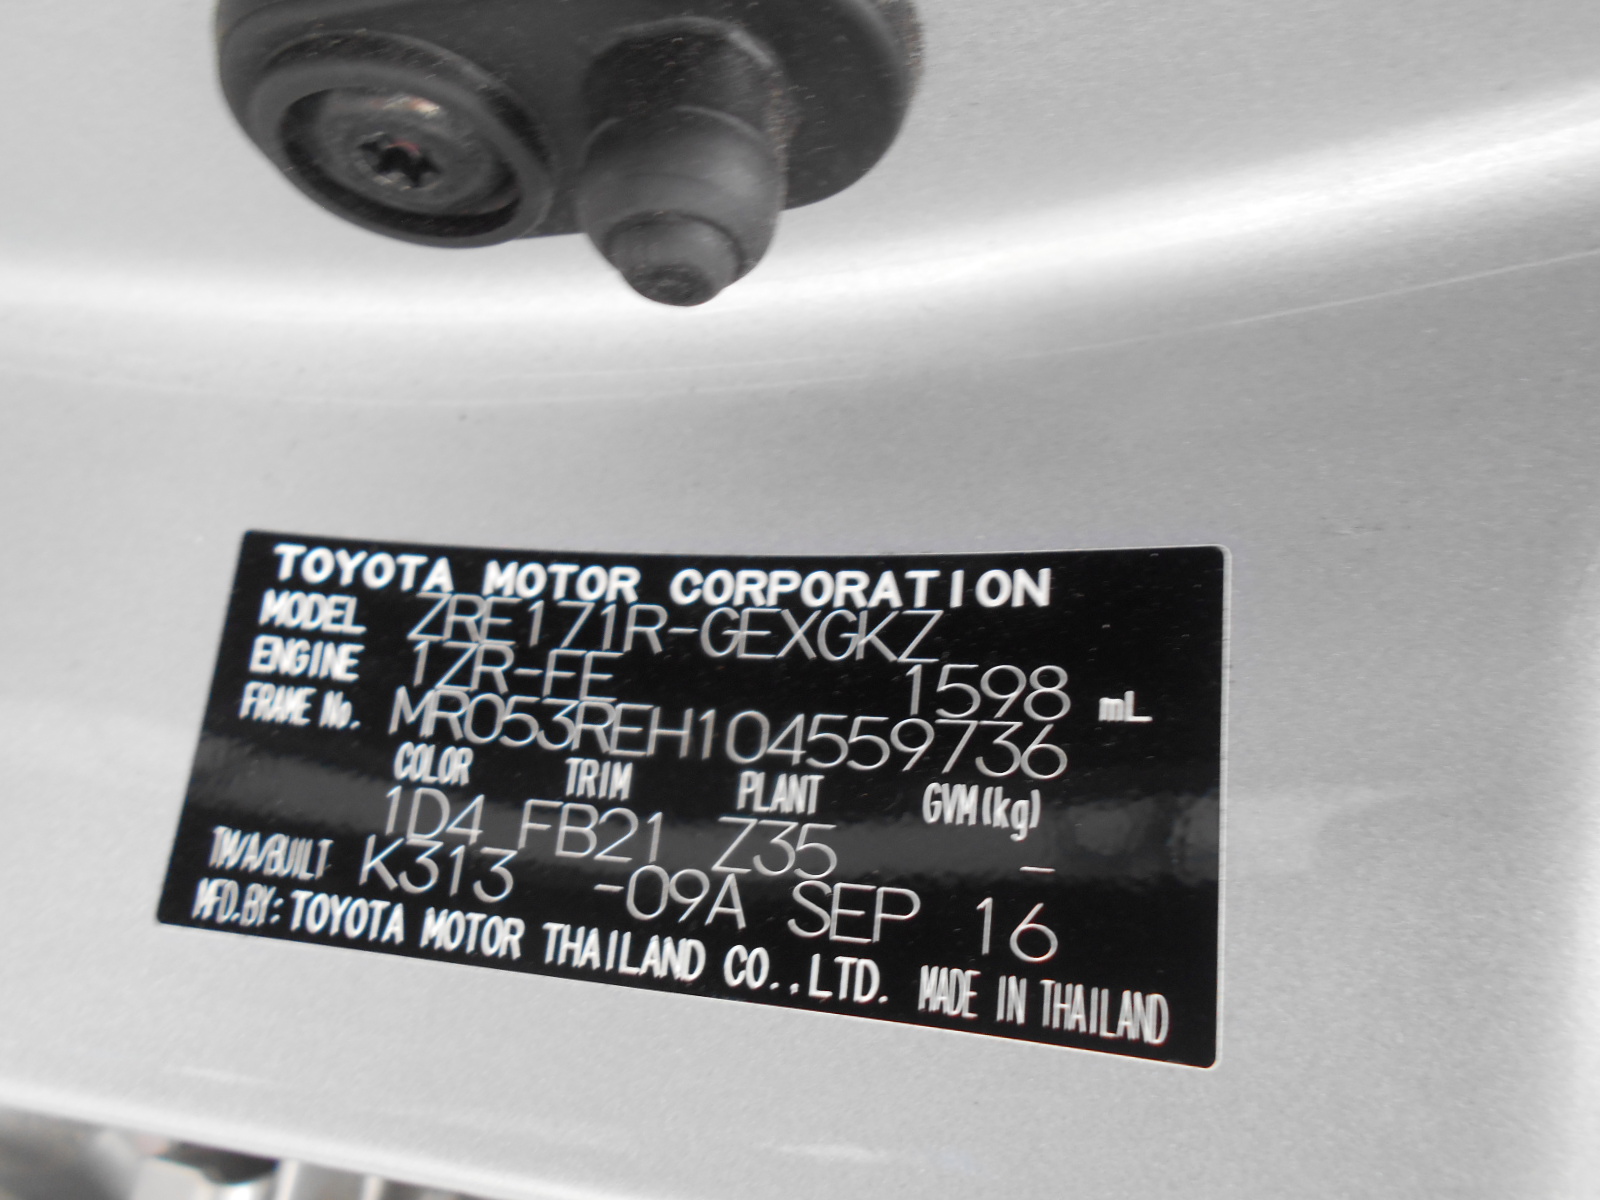 TOYOTA MOTOR CORPORATION
MODEL ZRE171R-GEXGKZ
ENGINE 1ZR-FE 1598 mL
FRAME No. MR053REH104559736
COLOR TRIM PLANT GVM(kg)
1D4 FB21 Z35 -
TM/A/BUILT K313 -09A SEP 16
MFD.BY: TOYOTA MOTOR THAILAND CO.,LTD. MADE IN THAILAND